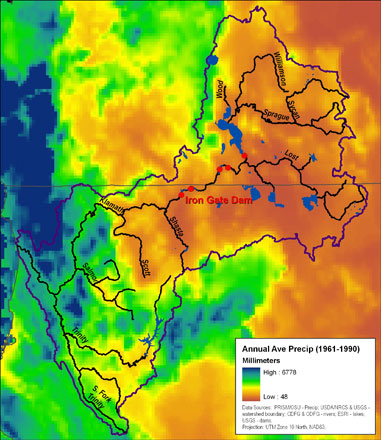 Williamson
Wood
Sycan
Sprague
Lost
Klamath
Iron Gate Dam
Shasta
Scott
Salmon
Trinity
S. Fork
Trinity
Annual Ave Precip (1961-1990)
Millimeters
High : 6778
Low : 48
Data Sources: PRISM/OSU - Precip; USDA/NRCS & USGS -
watershed boundary; CDFG & ODFG - rivers; ESRI - lakes;
USGS - dams.
Projection: UTM Zone 10 North, NAD83.